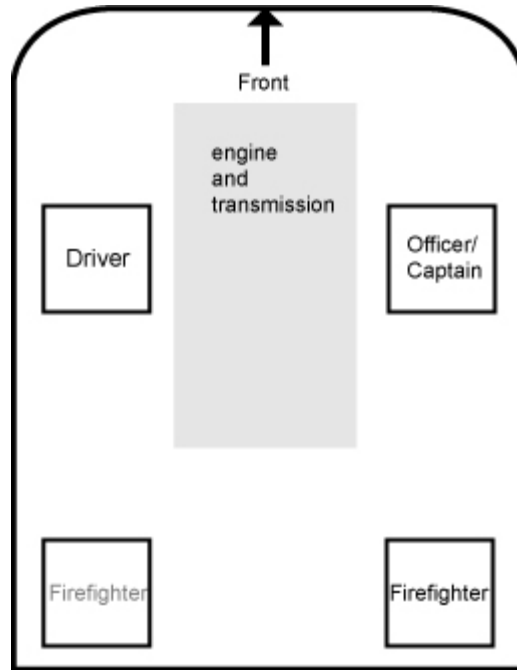 Front
engine
and
transmission
Driver
Officer/
Captain
Firefighter
Firefighter